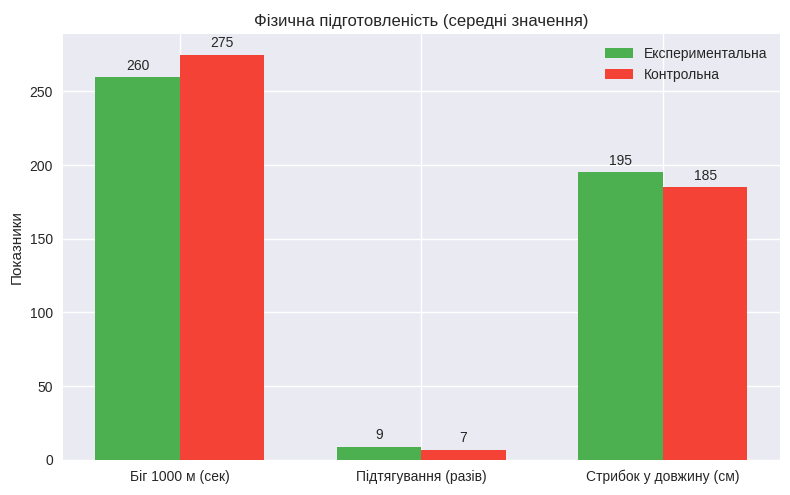 Фізична підготовленість (середні значення)
Експериментальна
Контрольна
Показники
250
200
150
100
50
0
260
275
9
7
195
185
Біг 1000 м (сек)
Підтягування (разів)
Стрибок у довжину (см)